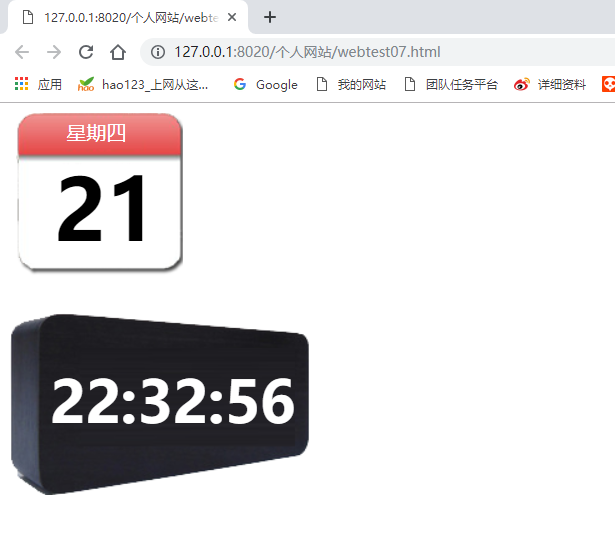 127.0.0.1:8020/个人网站/webte
127.0.0.1:8020/个人网站/webtest07.html
应用 hao hao123_上网从这... Google 我的网站 团队任务平台 详细资料
星期四
21
22:32:56